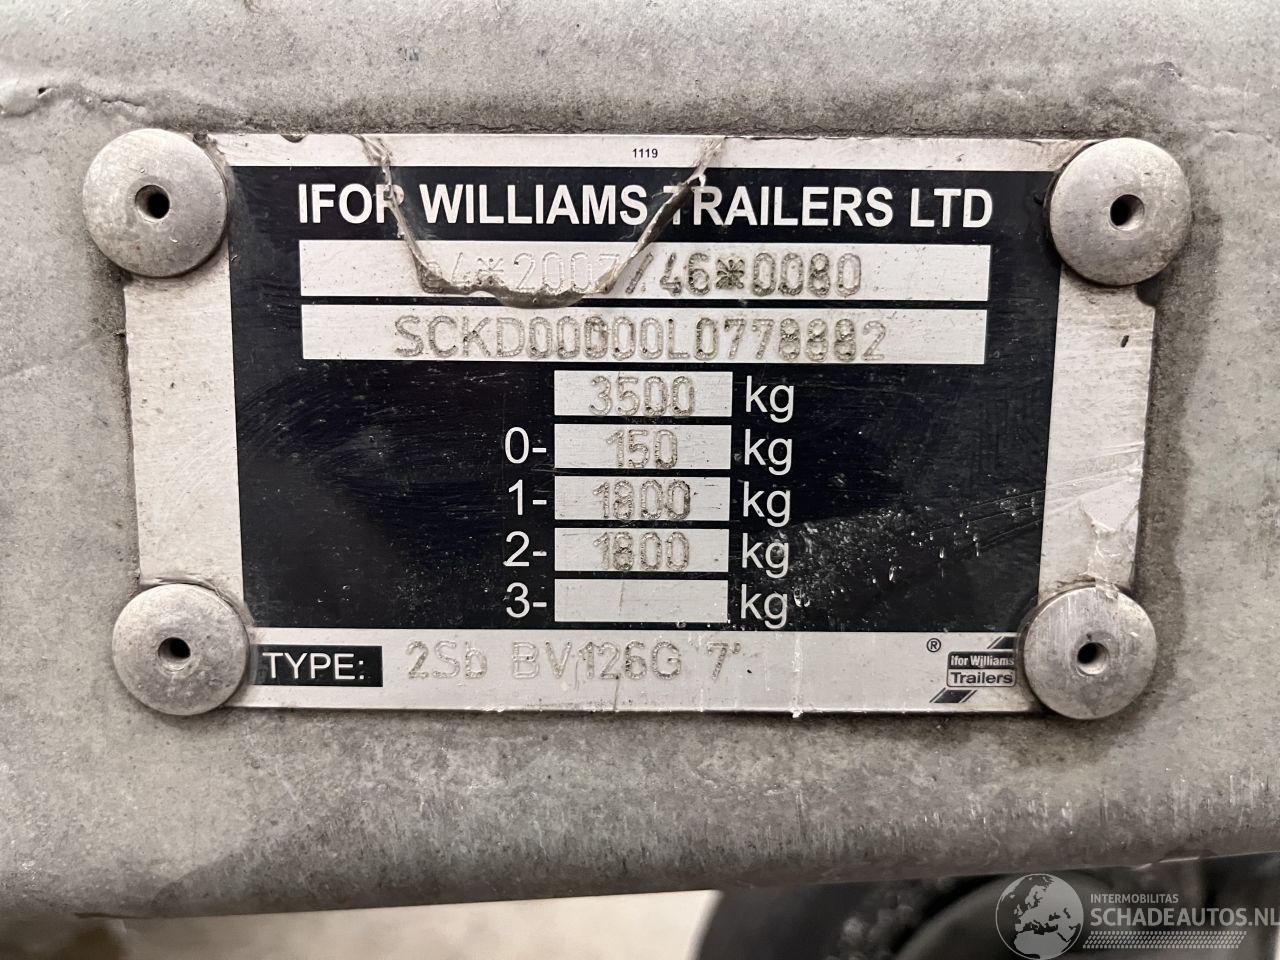 1119
IFOR WILLIAMS TRAILERS LTD
4*2007/46*0080
SCKD00000L0778882
3500 kg
0- 150 kg
1- 1800 kg
2- 1800 kg
3- kg
TYPE: 2Sb BV126G 7'
®
Ifor Williams
Trailers
INTERMOBILITAS
SCHADEAUTOS.NL